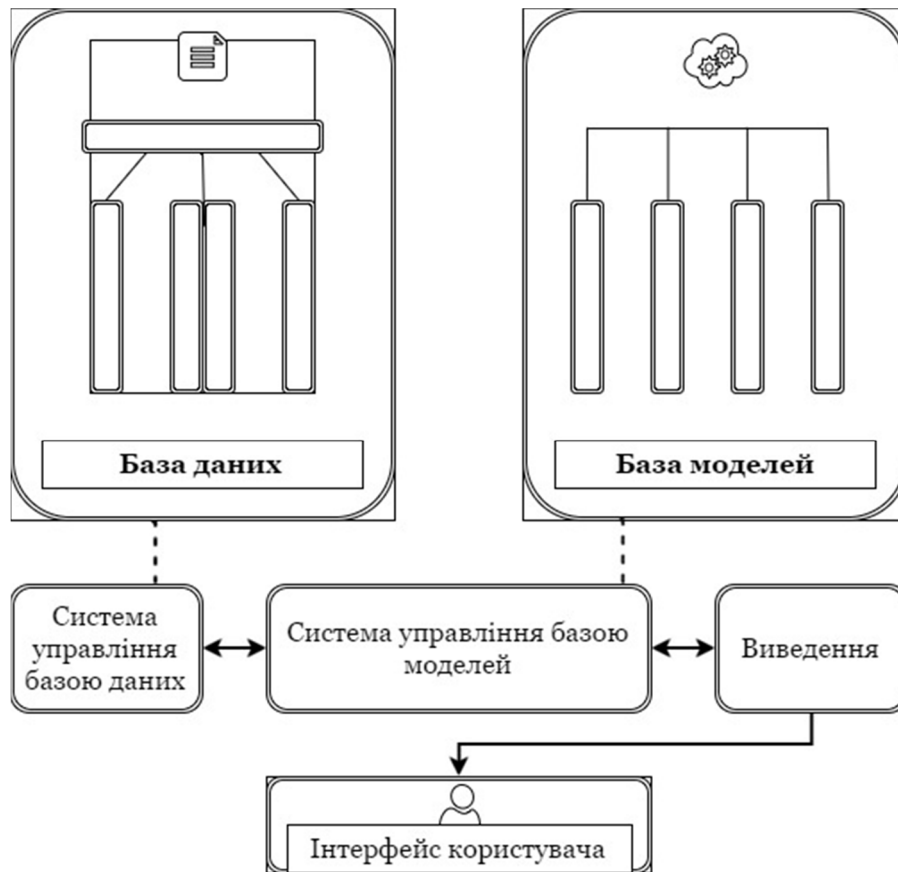 База даних
База моделей
Система
управління
базою даних
Система управління базою
моделей
Виведення
Інтерфейс користувача